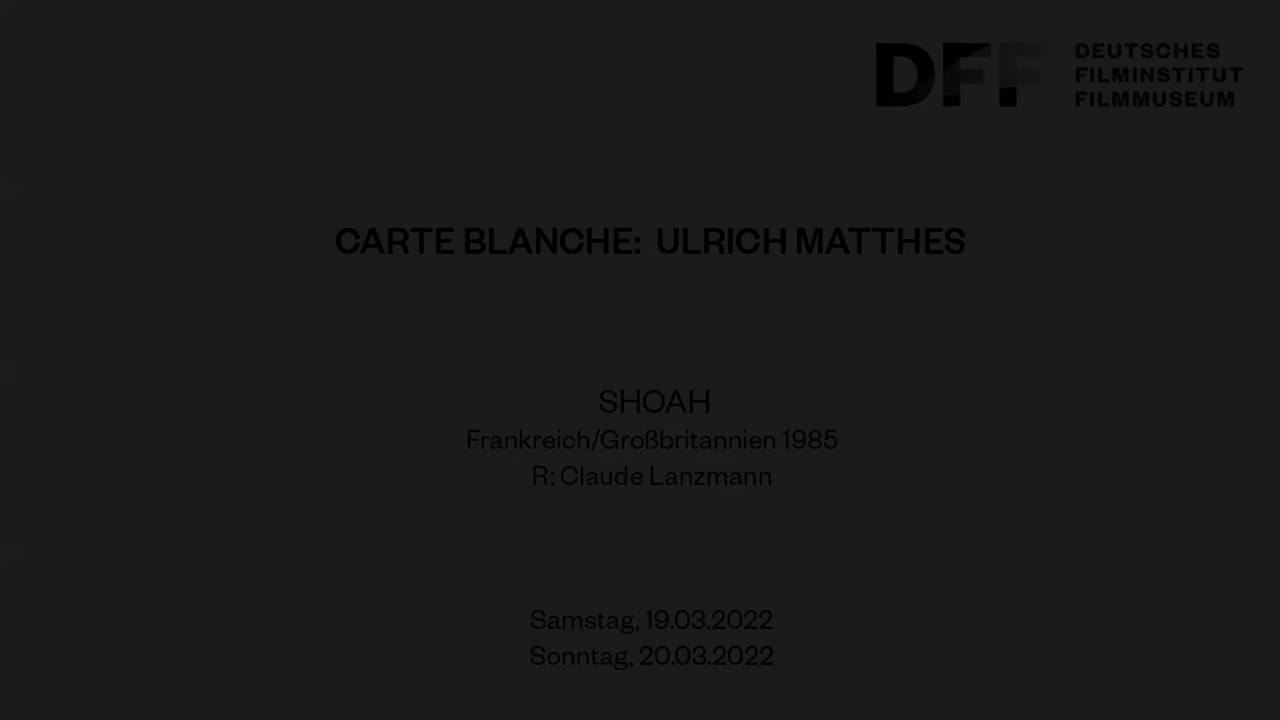 DFF
DEUTSCHES
FILMINSTITUT
FILMMUSEUM
CARTE BLANCHE: ULRICH MATTHES
SHOAH
Frankreich/Großbritannien 1985
R: Claude Lanzmann
Samstag, 19.03.2022
Sonntag, 20.03.2022